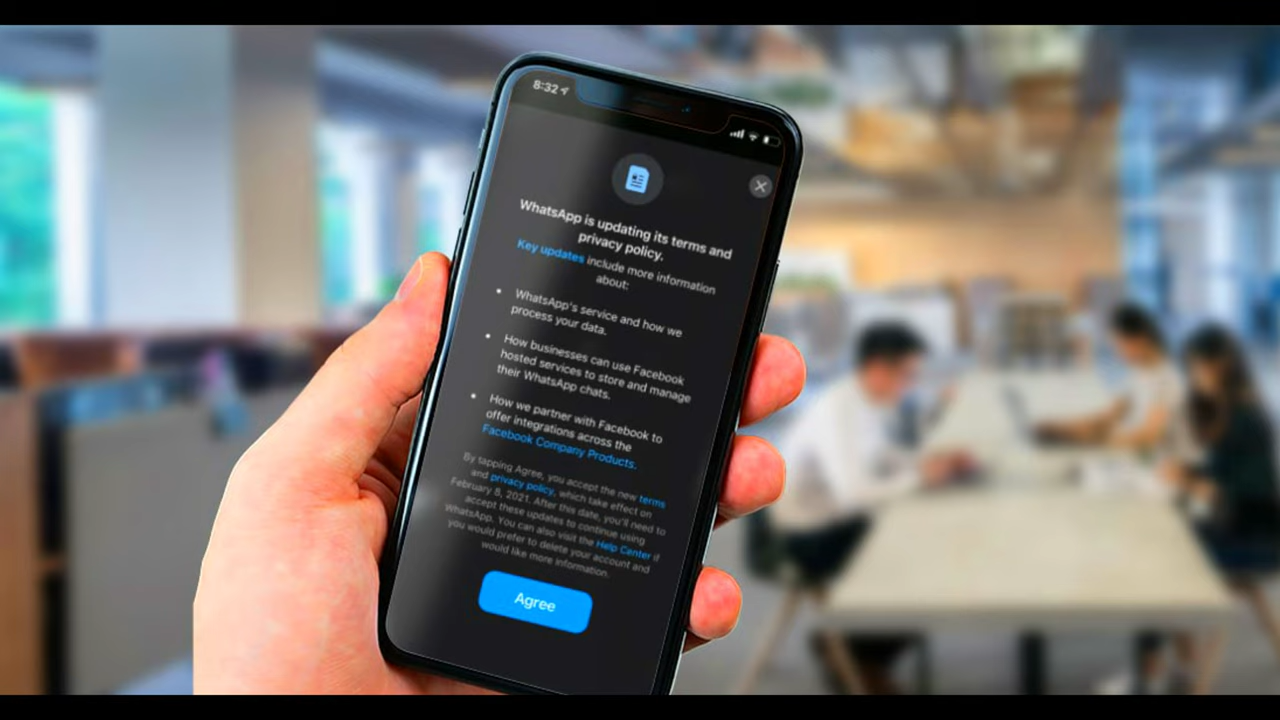 8:32
WhatsApp is updating its terms and
privacy policy.
Key updates include more information
about:
• WhatsApp's service and how we
process your data.
• How businesses can use Facebook
hosted services to store and manage
their WhatsApp chats.
• How we partner with Facebook to
offer integrations across the
Facebook Company Products.
By tapping Agree, you accept the new terms
and privacy policy, which take effect on
February 8, 2021. After this date, you'll need to
accept these updates to continue using
WhatsApp. You can also visit the Help Center if
you would prefer to delete your account and
would like more information.
Agree